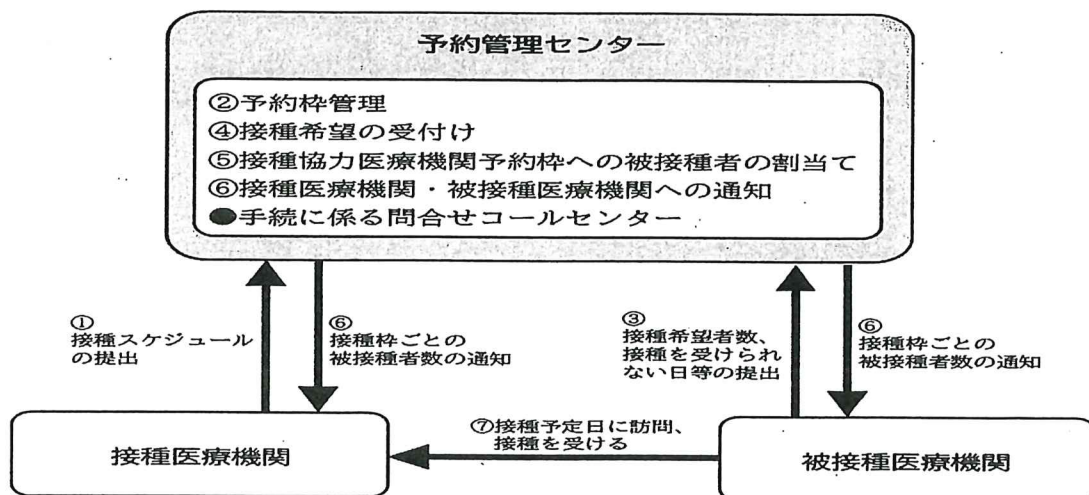 予約管理センター
②予約枠管理
④接種希望の受付け
⑤接種協力医療機関予約枠への被接種者の割当て
⑥接種医療機関・被接種医療機関への通知
●手続に係る問合せコールセンター
①
接種スケジュール
の提出
⑥
接種枠ごとの
被接種者数の通知
③
接種希望者数、
接種を受けられ
ない日等の提出
⑥
接種枠ごとの
被接種者数の通知
⑦接種予定日に訪問、
接種を受ける
接種医療機関
被接種医療機関